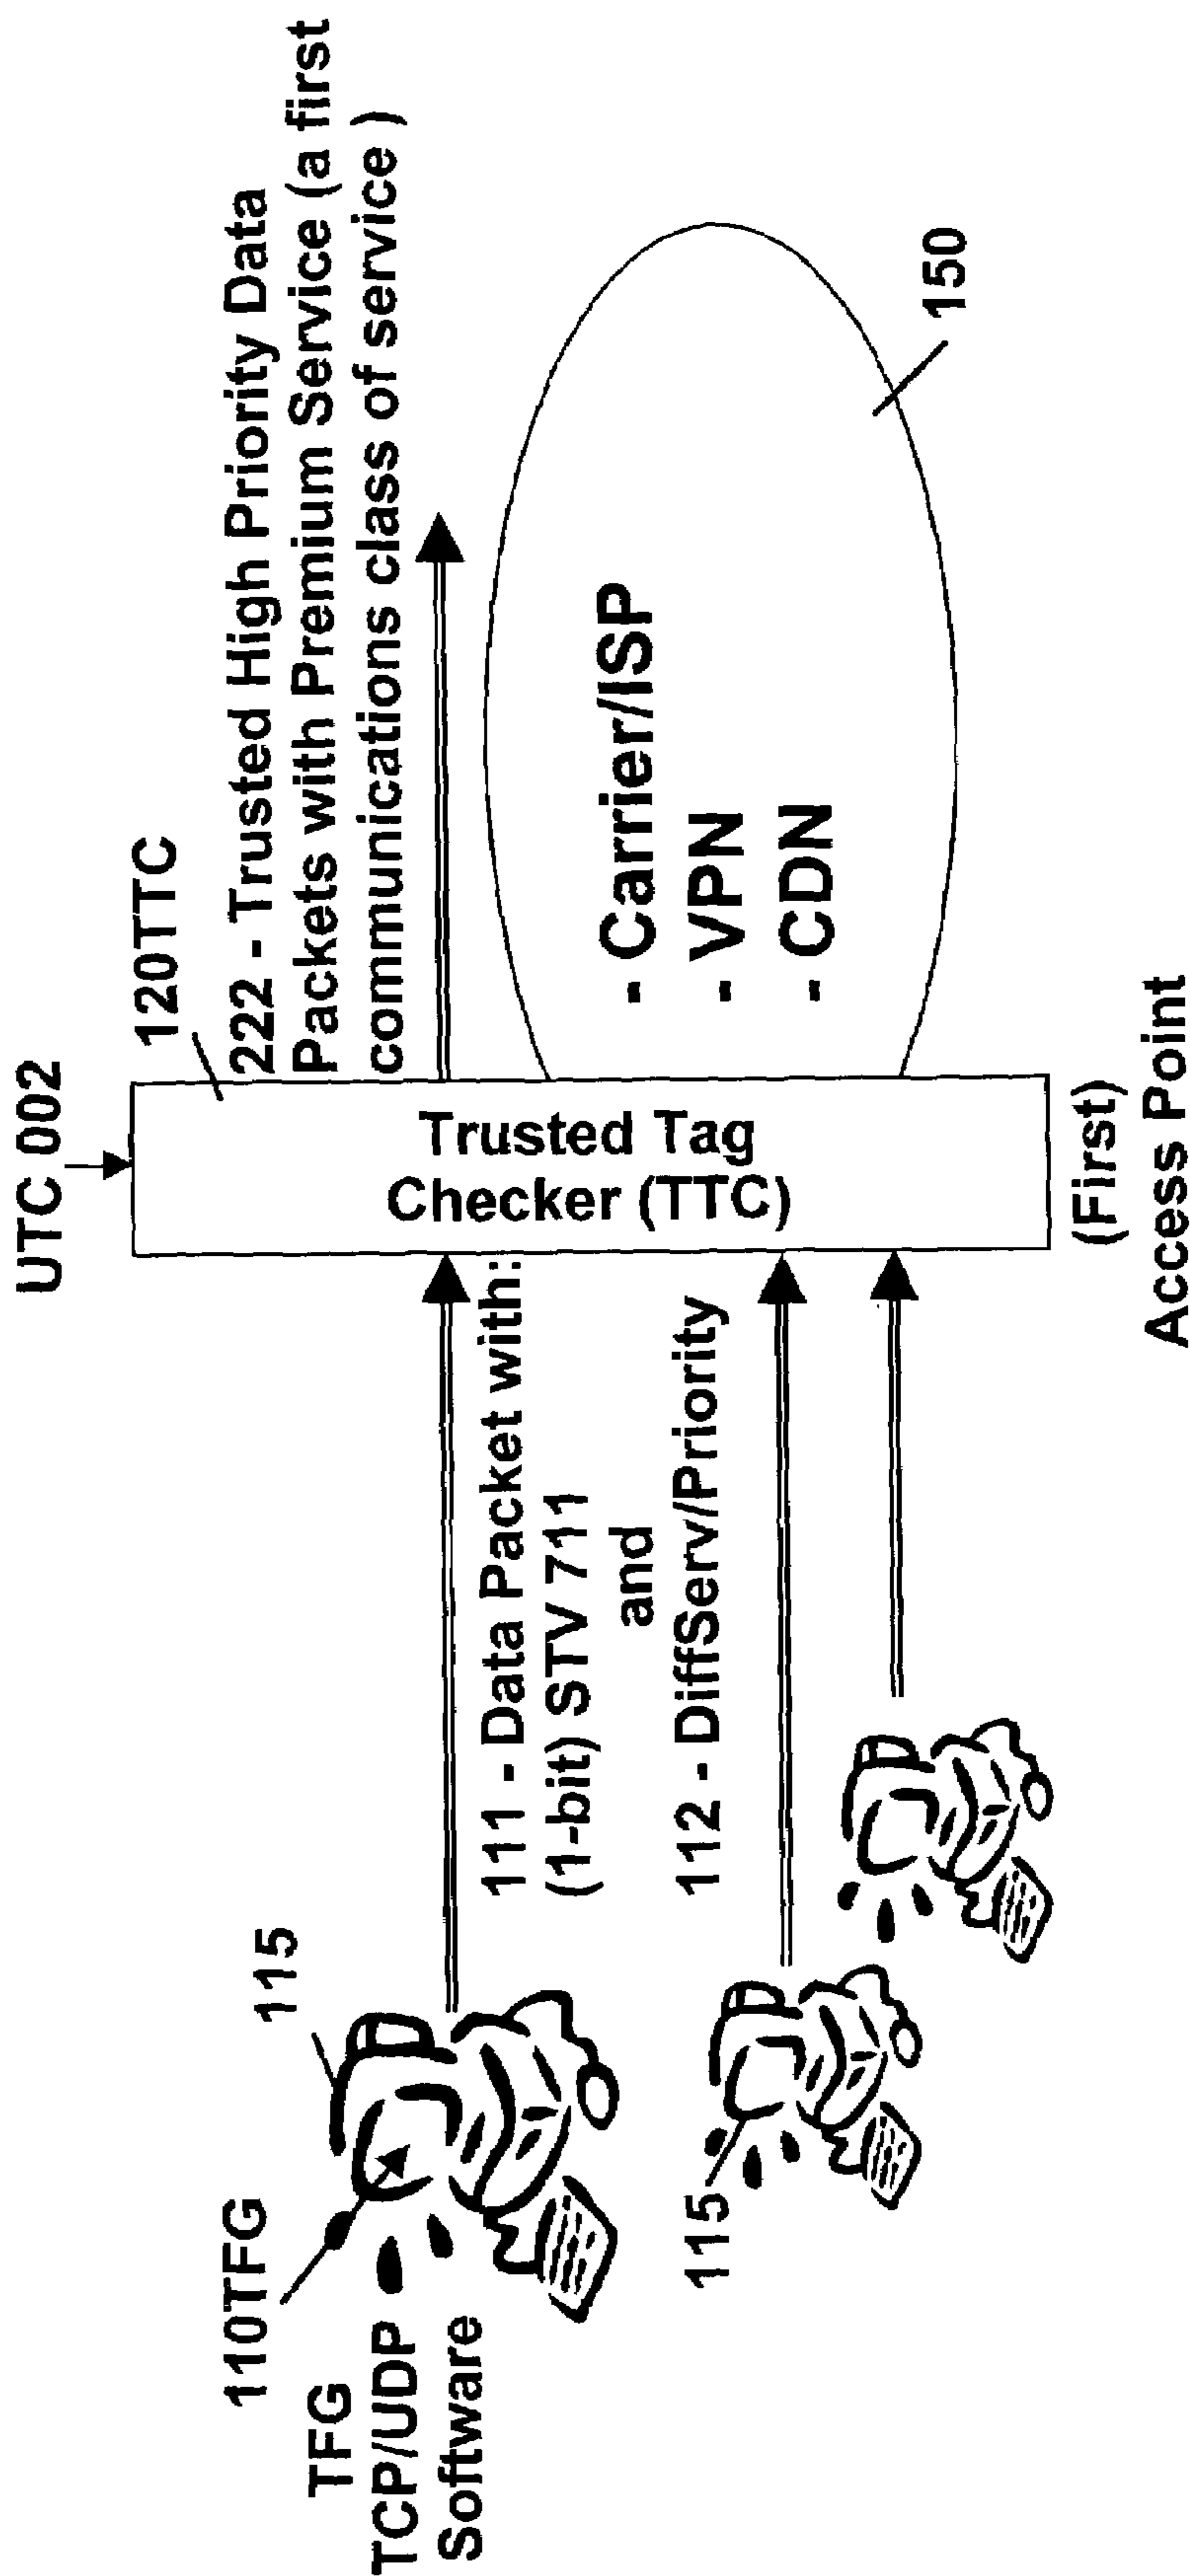 UTC 002
120TTC
222 - Trusted High Priority Data
Packets with Premium Service (a first
communications class of service )
110TFG
115
TFG
TCP/UDP
Software
111 - Data Packet with:
(1-bit) STV 711
and
112 - DiffServ/Priority
115
Trusted Tag
Checker (TTC)
- Carrier/ISP
- VPN
- CDN
150
(First)
Access Point